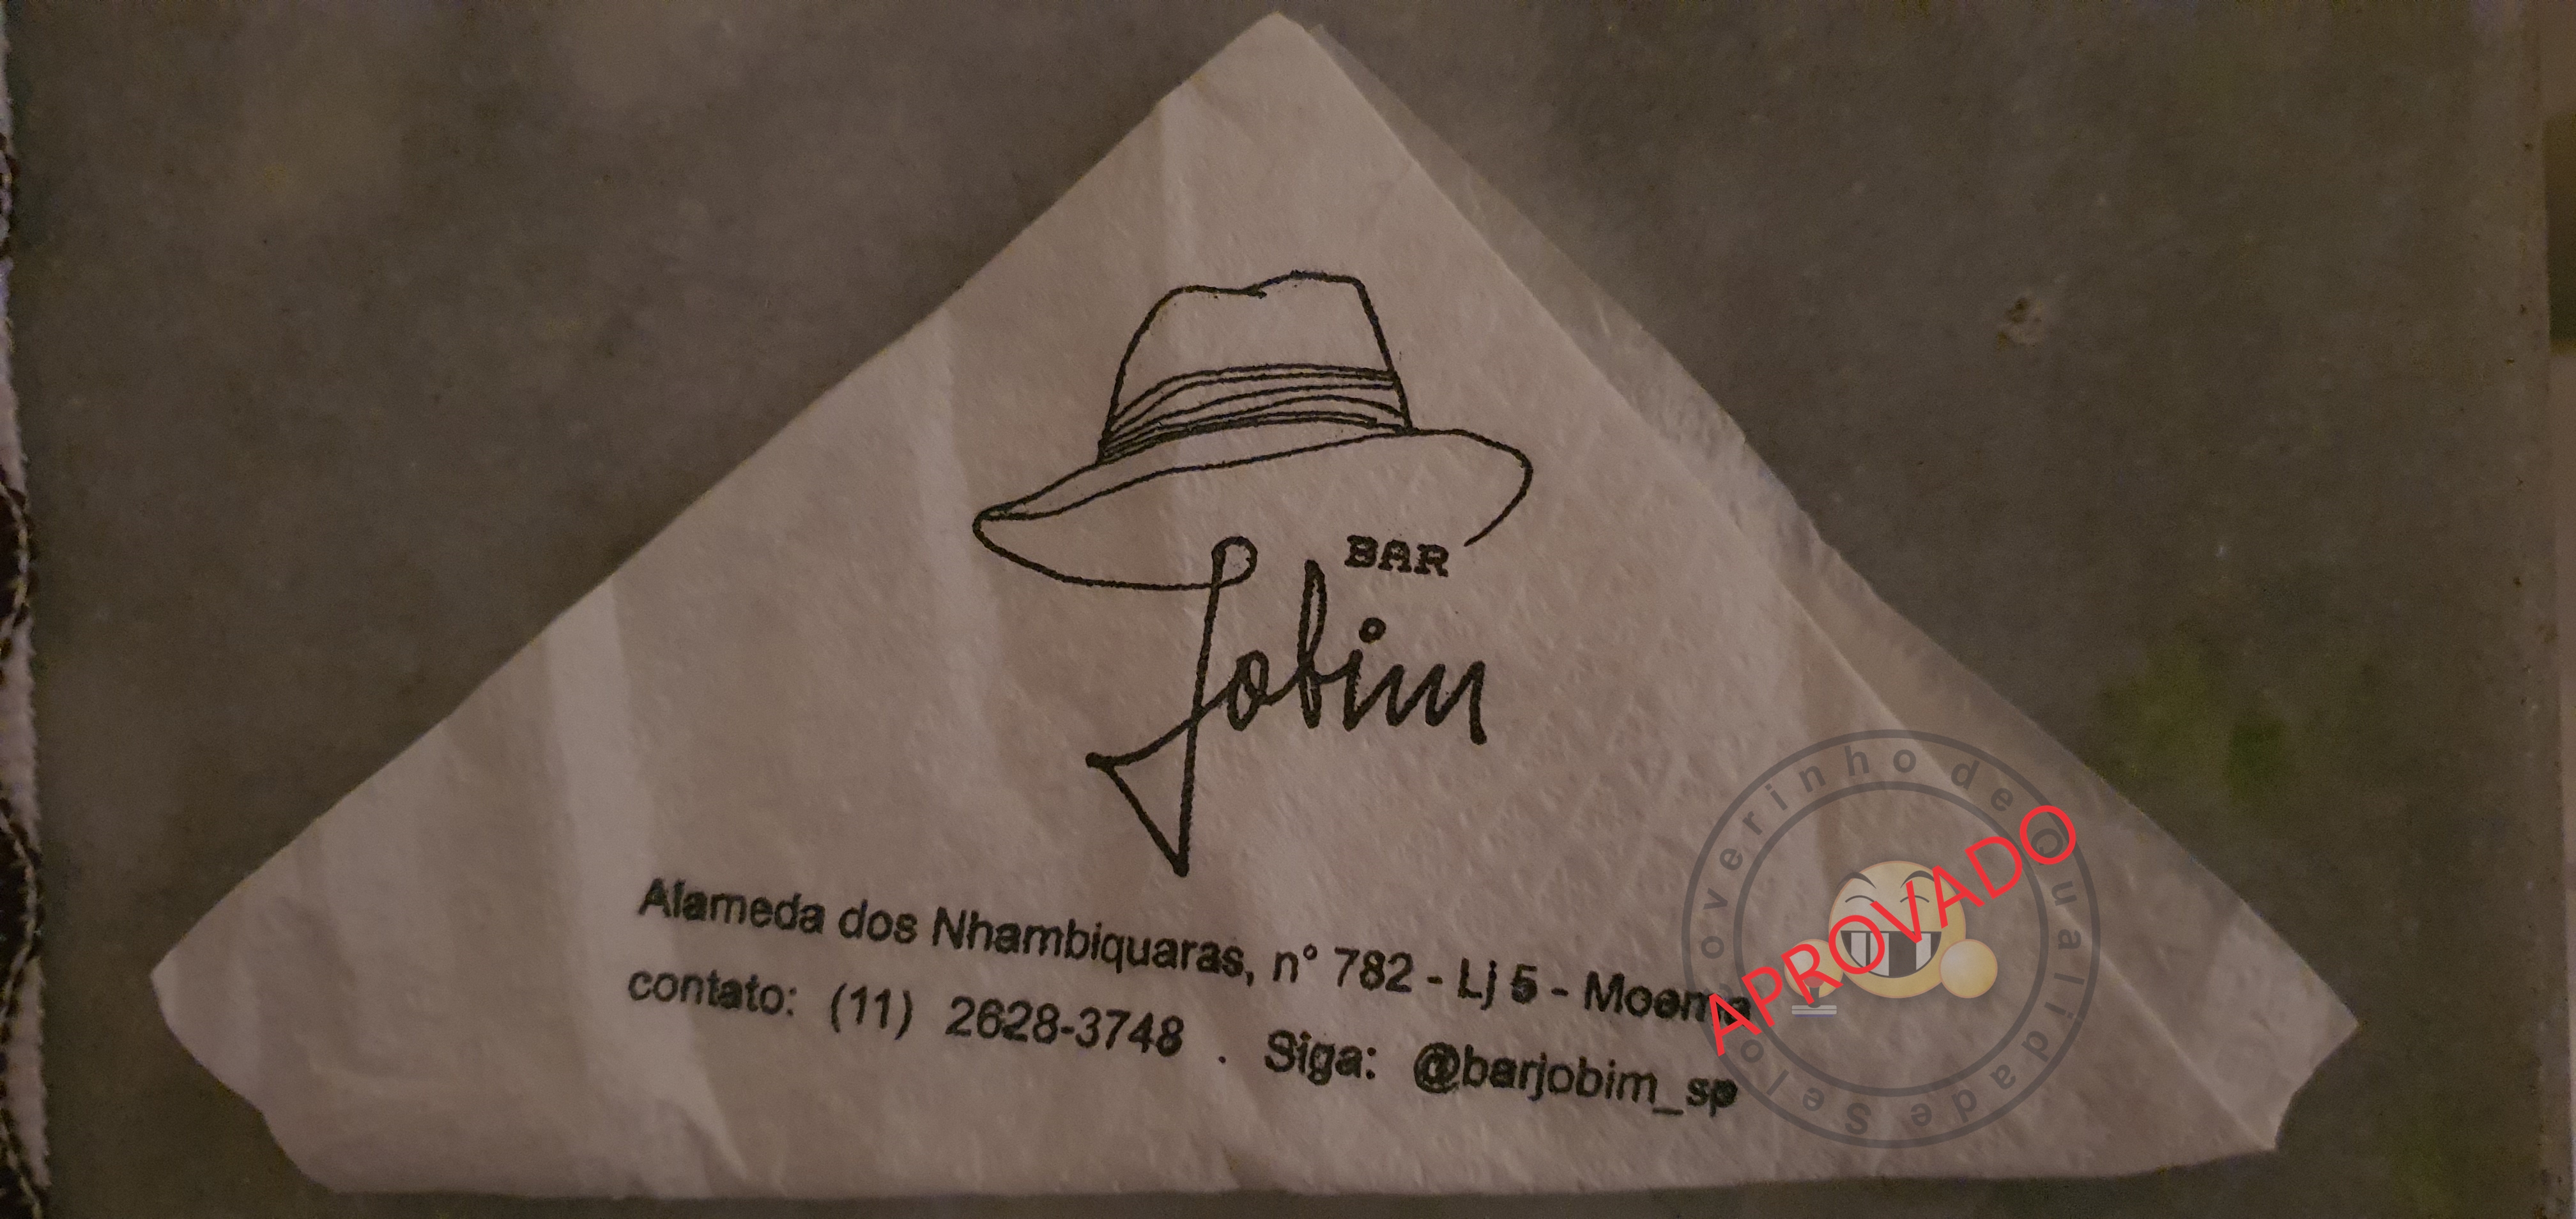 BAR
Jobim
Alameda dos Nhambiquaras, n° 782 - Lj 5 - Moema
contato: (11) 2628-3748 . Siga: @barjobim_sp
Selo Joverinho de Qualidade
APROVADO